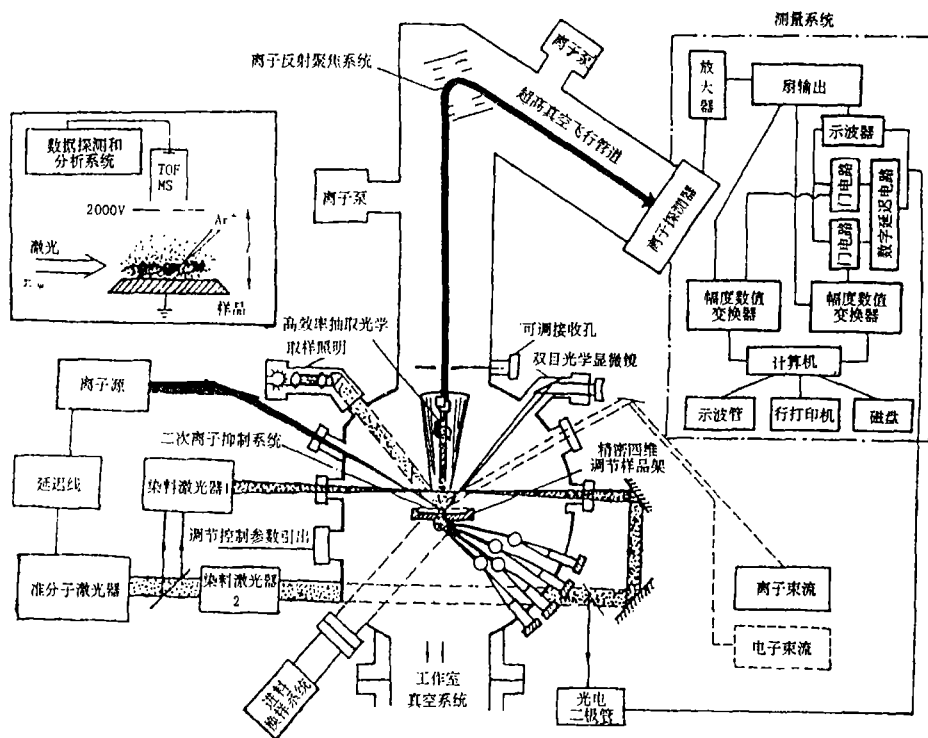 测量系统
离子泵
离子反射聚焦系统
放大器
扇输出
超高真空飞行管道
示波器
数据探测和
分析系统
TOF
MS
门电路
数字延迟电路
离子泵
2000V
Ar+
离子探测器
门电路
激光
样品
幅度数值
变换器
幅度数值
变换器
高效率抽取光学
取样照明
可调接收孔
双目光学显微镜
计算机
离子源
示波管
行打印机
磁盘
二次离子抑制系统
精密四维
调节样品架
延迟线
染料激光器1
调节控制参数引出
准分子激光器
染料激光器
2
离子束流
电子束流
进料
换样系统
工作室
真空系统
光电
二极管